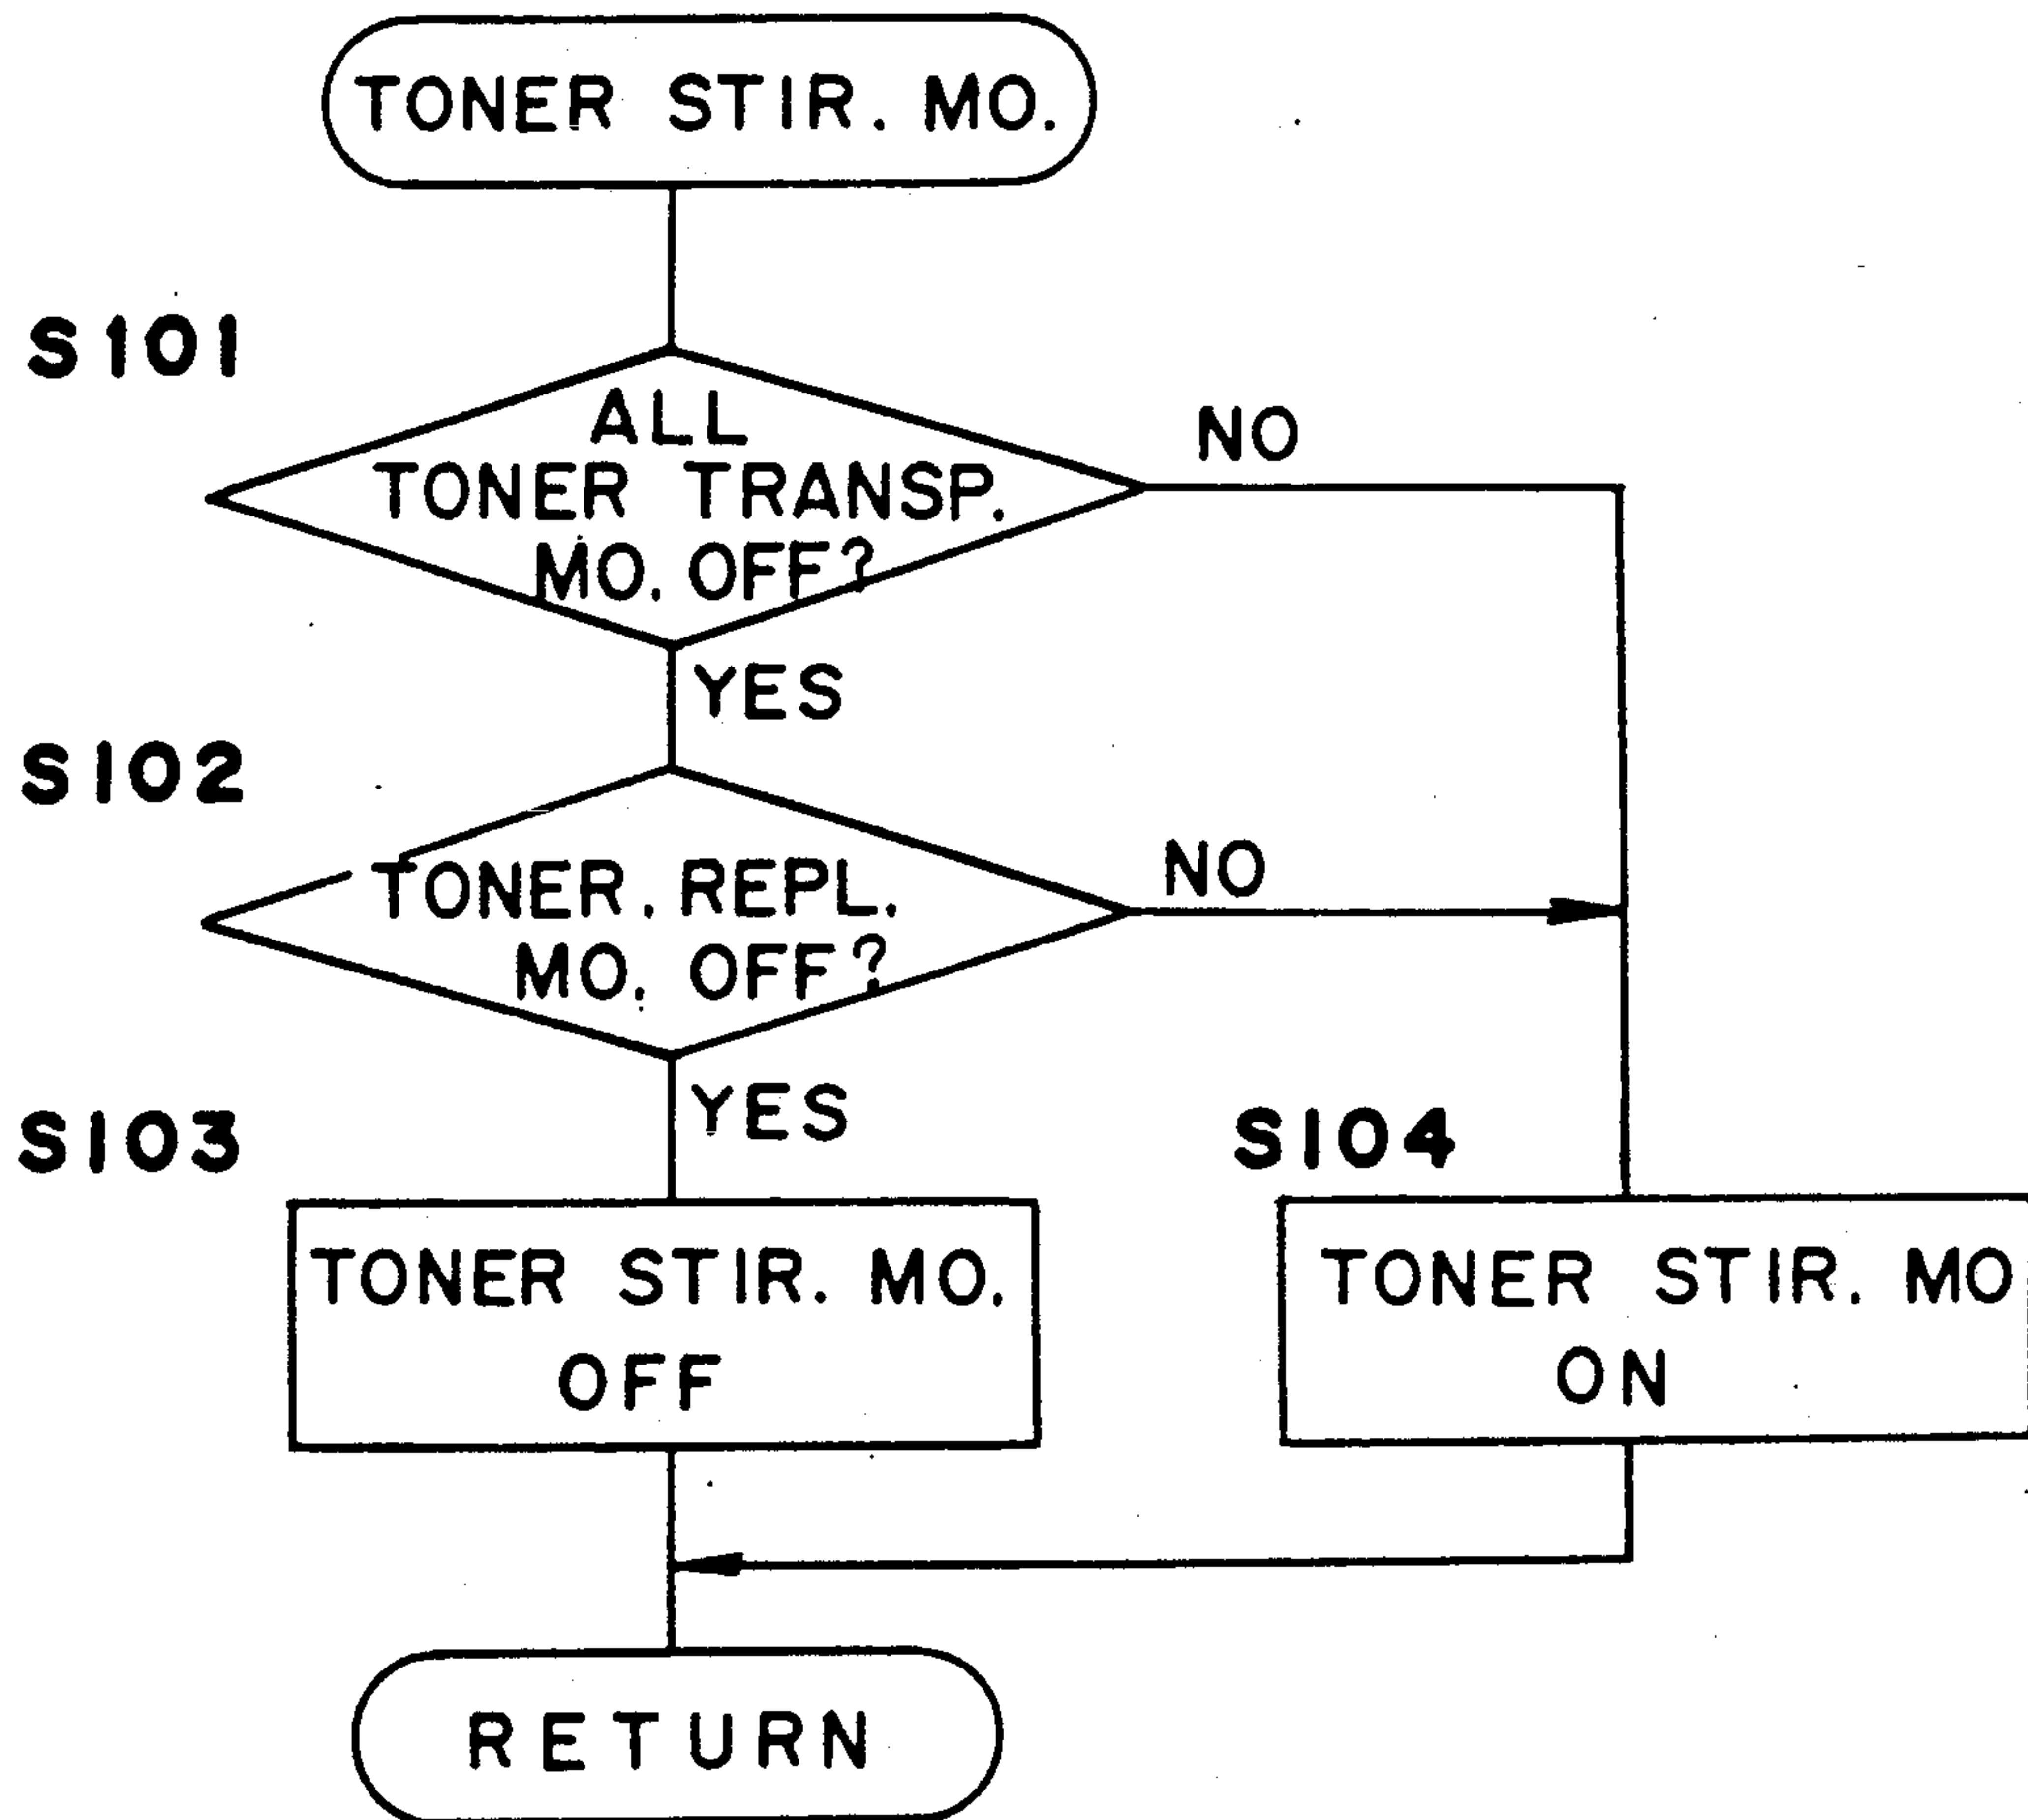 TONER STIR. MO.
S101
ALL
TONER TRANSP.
MO. OFF?
NO
YES
S102
TONER. REPL.
MO. OFF?
NO
YES
S103
S104
TONER STIR. MO.
OFF
TONER STIR. MO
ON
RETURN